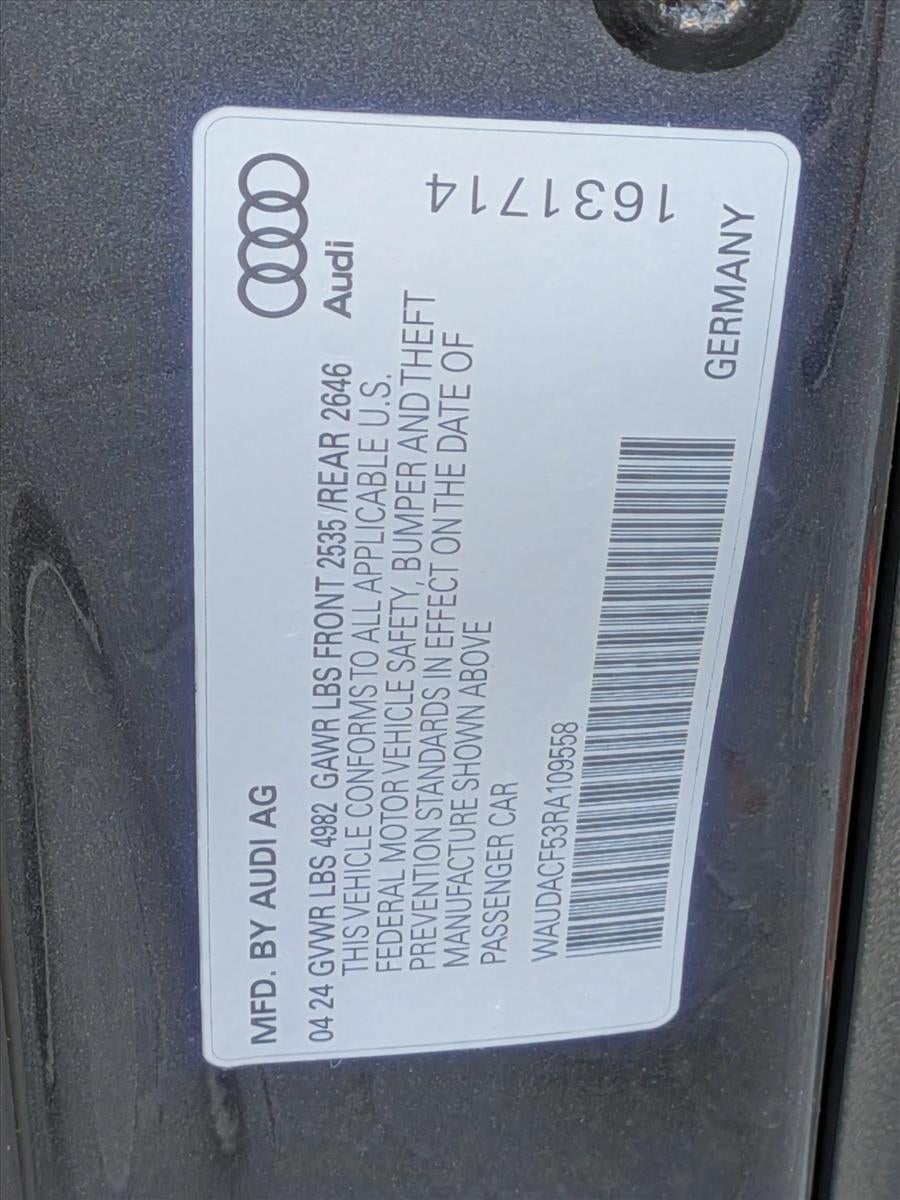 MFD. BY AUDI AG
Audi
04 24 GVWR LBS 4982 GAWR LBS FRONT 2535/REAR 2646
THIS VEHICLE CONFORMS TO ALL APPLICABLE U.S.
FEDERAL MOTOR VEHICLE SAFETY, BUMPER AND THEFT
PREVENTION STANDARDS IN EFFECT ON THE DATE OF
MANUFACTURE SHOWN ABOVE
PASSENGER CAR
1631714
WAUDACF53RA109558
GERMANY